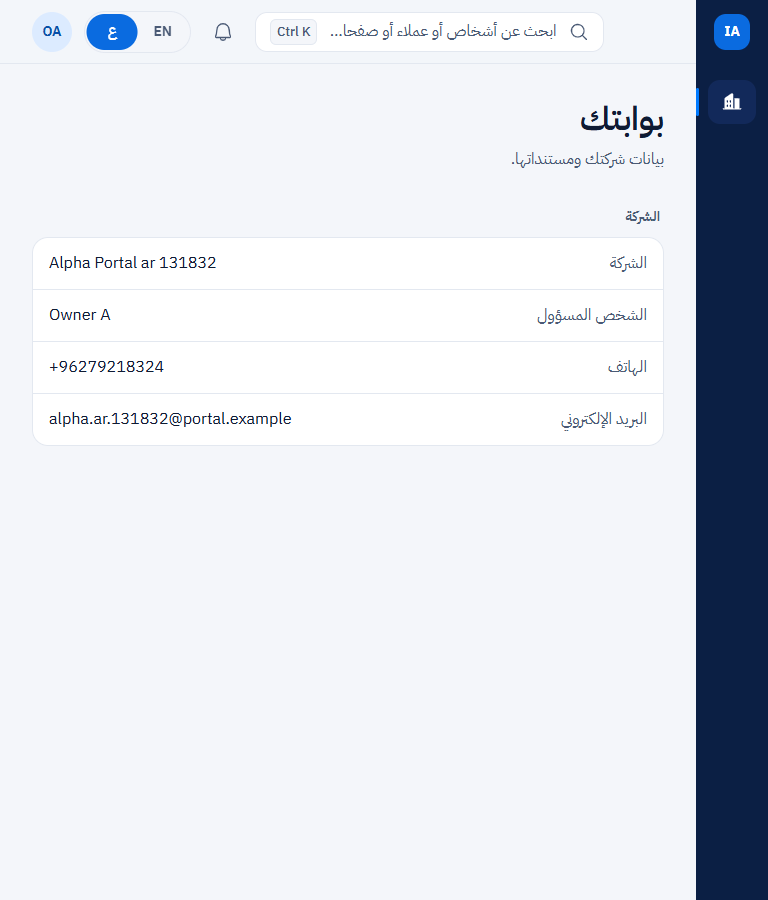 IA
ابحث عن أشخاص أو عملاء أو صفحا... Ctrl K
EN ع
OA
بوابتك
بيانات شركتك ومستنداتها.
الشركة
الشركة Alpha Portal ar 131832
الشخص المسؤول Owner A
الهاتف +96279218324
البريد الإلكتروني alpha.ar.131832@portal.example